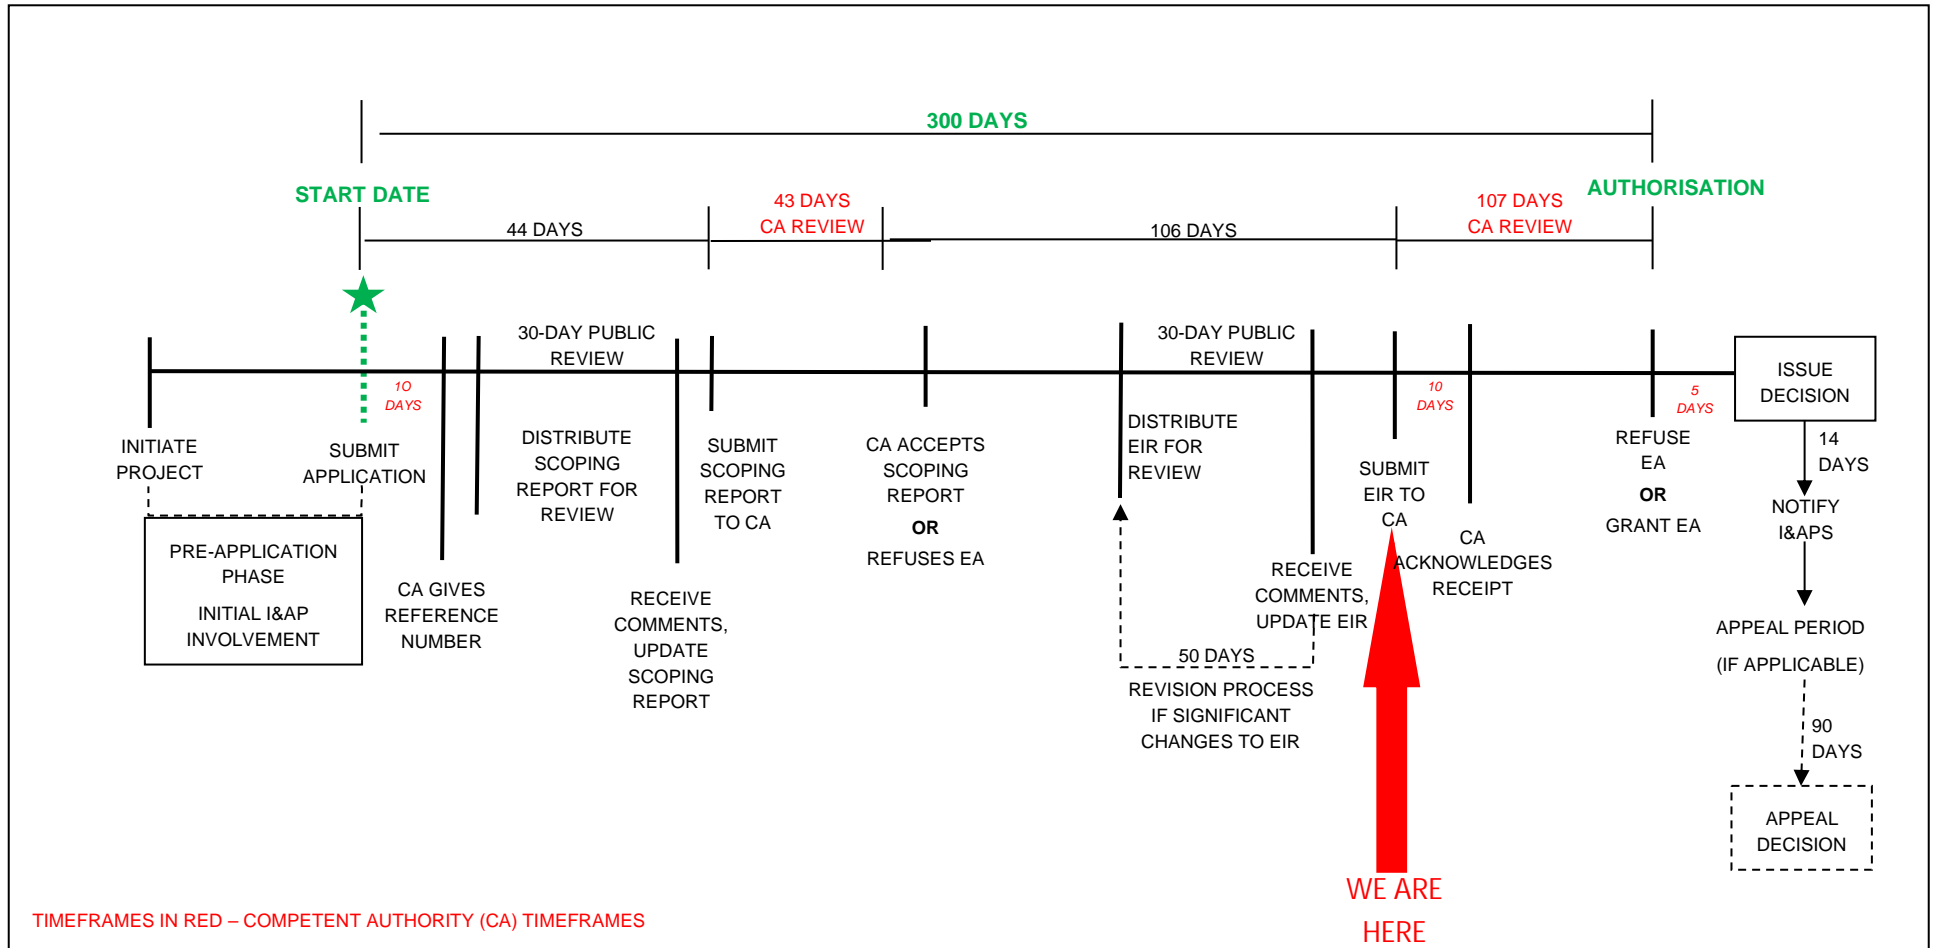 300 DAYS
START DATE
AUTHORISATION
44 DAYS
43 DAYS
CA REVIEW
106 DAYS
107 DAYS
CA REVIEW
30-DAY PUBLIC
REVIEW
30-DAY PUBLIC
REVIEW
1O
DAYS
10
DAYS
5
DAYS
ISSUE
DECISION
INITIATE
PROJECT
SUBMIT
APPLICATION
PRE-APPLICATION
PHASE
INITIAL I&AP
INVOLVEMENT
CA GIVES
REFERENCE
NUMBER
DISTRIBUTE
SCOPING
REPORT FOR
REVIEW
RECEIVE
COMMENTS,
UPDATE
SCOPING
REPORT
SUBMIT
SCOPING
REPORT
TO CA
CA ACCEPTS
SCOPING
REPORT
OR
REFUSES EA
DISTRIBUTE
EIR FOR
REVIEW
50 DAYS
REVISION PROCESS
IF SIGNIFICANT
CHANGES TO EIR
RECEIVE
COMMENTS,
UPDATE EIR
SUBMIT
EIR TO
CA
CA
ACKNOWLEDGES
RECEIPT
REFUSE
EA
OR
GRANT EA
14
DAYS
NOTIFY
I&APS
APPEAL PERIOD
(IF APPLICABLE)
90
DAYS
APPEAL
DECISION
WE ARE
HERE
TIMEFRAMES IN RED – COMPETENT AUTHORITY (CA) TIMEFRAMES